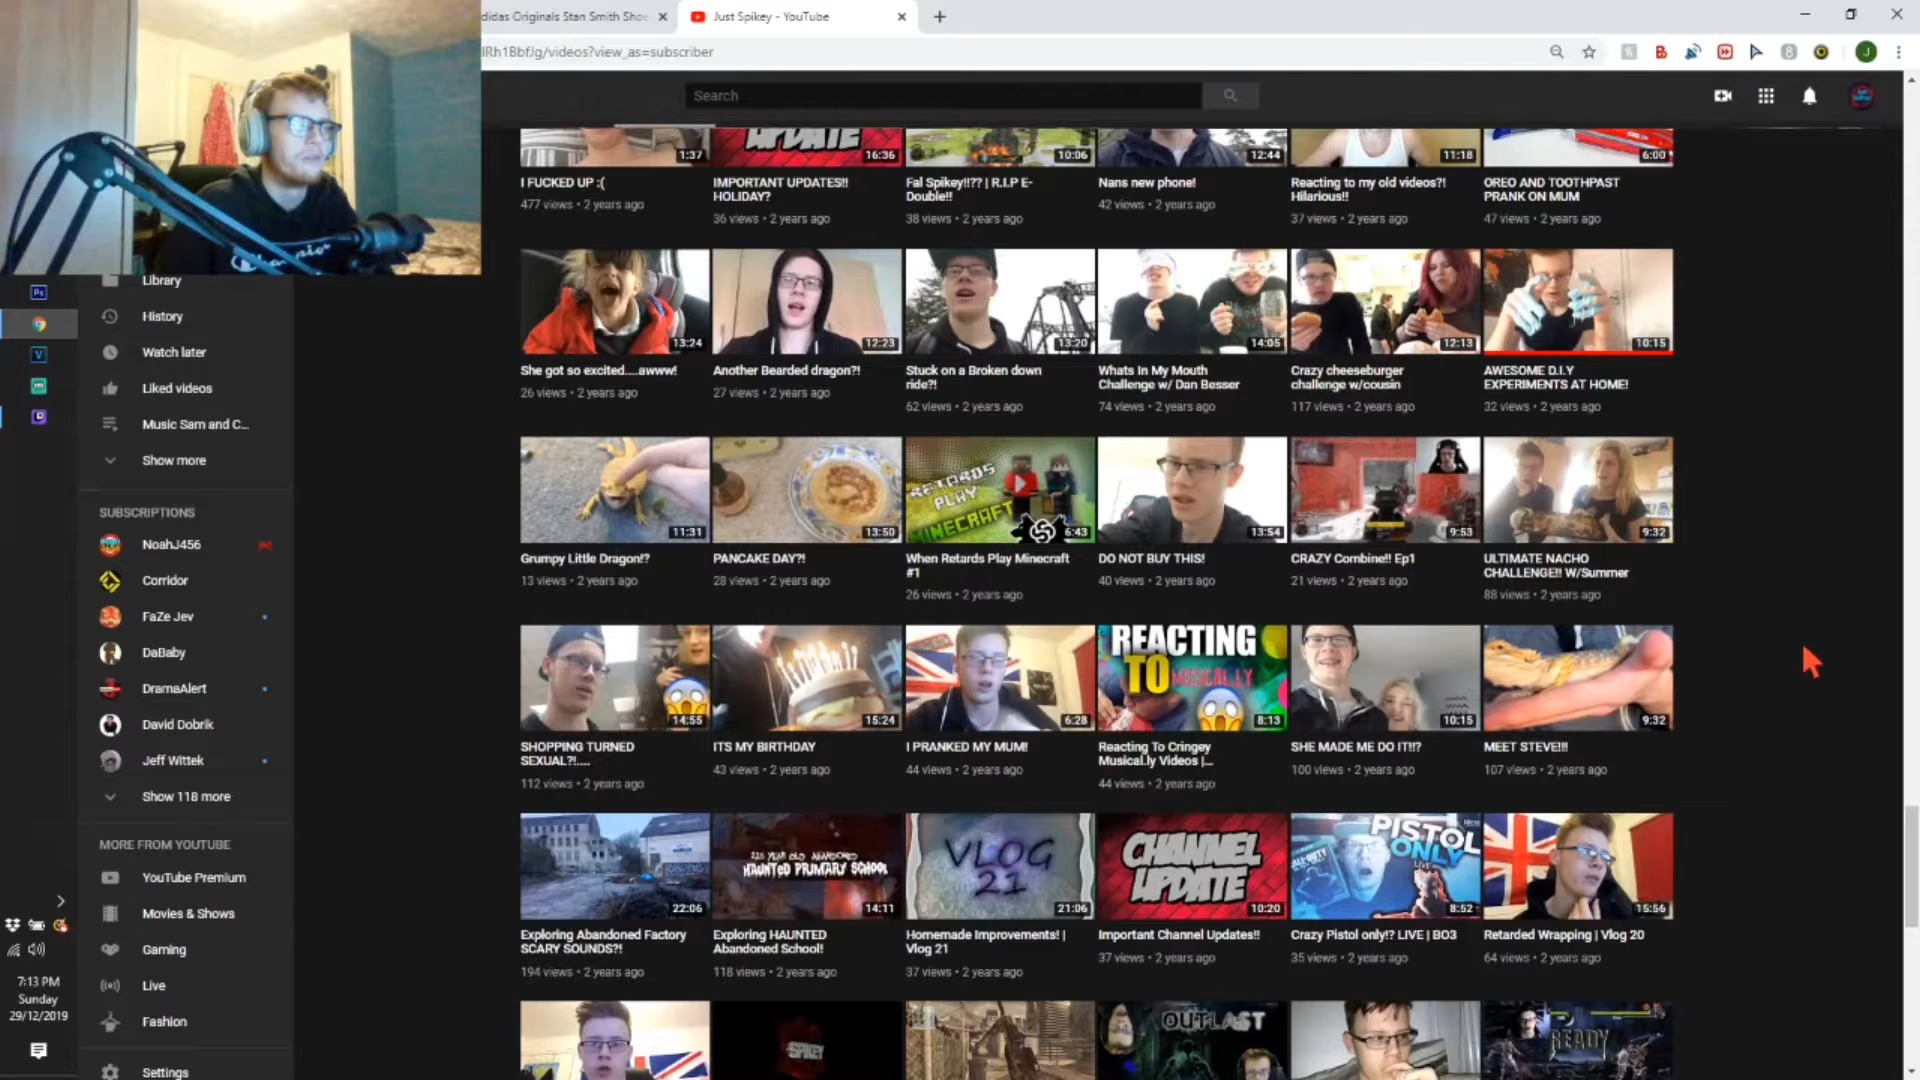 didas Originals Stan Smith Shoe
Just Spikey - YouTube
lRh1BbfJg/videos?view_as=subscriber
Search
1:37
UPDATE
16:36
10:06
12:44
11:18
6:00
I FUCKED UP :(
477 views • 2 years ago
IMPORTANT UPDATES!!
HOLIDAY?
36 views • 2 years ago
Fal Spikey!!?? | R.I.P E-
Double!!
38 views • 2 years ago
Nans new phone!
42 views • 2 years ago
Reacting to my old videos?!
Hilarious!!
37 views • 2 years ago
OREO AND TOOTHPAST
PRANK ON MUM
47 views • 2 years ago
Champion
13:24
12:23
13:20
14:05
12:13
10:15
She got so excited.....awww!
26 views • 2 years ago
Another Bearded dragon?!
27 views • 2 years ago
Stuck on a Broken down
ride?!
62 views • 2 years ago
Whats In My Mouth
Challenge w/ Dan Besser
74 views • 2 years ago
Crazy cheeseburger
challenge w/cousin
117 views • 2 years ago
AWESOME D.I.Y
EXPERIMENTS AT HOME!
32 views • 2 years ago
11:31
13:50
RETORDS
PLAY
MINECRAFT
6:43
13:54
9:53
9:32
Grumpy Little Dragon!?
13 views • 2 years ago
PANCAKE DAY?!
28 views • 2 years ago
When Retards Play Minecraft
#1
26 views • 2 years ago
DO NOT BUY THIS!
40 views • 2 years ago
CRAZY Combine!! Ep1
21 views • 2 years ago
ULTIMATE NACHO
CHALLENGE!! W/Summer
88 views • 2 years ago
14:55
15:24
6:28
REACTING
TO MUSICALLY
8:13
10:15
9:32
SHOPPING TURNED
SEXUAL?!....
112 views • 2 years ago
ITS MY BIRTHDAY
43 views • 2 years ago
I PRANKED MY MUM!
44 views • 2 years ago
Reacting To Cringey
Musical.ly Videos |...
44 views • 2 years ago
SHE MADE ME DO IT!!?
100 views • 2 years ago
MEET STEVE!!!
107 views • 2 years ago
22:06
225 YEAR OLD ABANDONED
HAUNTED PRIMARY SCHOOL
14:11
VLOG
21
21:06
CHANNEL
UPDATE
10:20
PISTOL
ONLY
LIVE
8:52
15:56
Exploring Abandoned Factory
SCARY SOUNDS?!
194 views • 2 years ago
Exploring HAUNTED
Abandoned School!
118 views • 2 years ago
Homemade Improvements! |
Vlog 21
37 views • 2 years ago
Important Channel Updates!!
37 views • 2 years ago
Crazy Pistol only!? LIVE | BO3
35 views • 2 years ago
Retarded Wrapping | Vlog 20
64 views • 2 years ago
SPIKEY
OUTLAST
READY
Library
History
Watch later
Liked videos
Music Sam and C...
Show more
SUBSCRIPTIONS
NoahJ456
Corridor
FaZe Jev
DaBaby
DramaAlert
David Dobrik
Jeff Wittek
Show 118 more
MORE FROM YOUTUBE
YouTube Premium
Movies & Shows
Gaming
Live
Fashion
Settings
Ps
V
7:13 PM
Sunday
29/12/2019
J